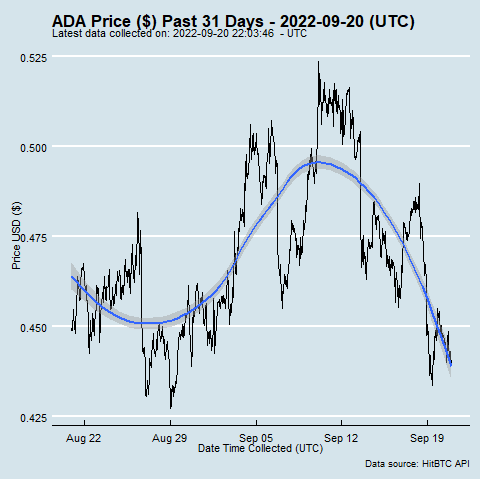 ADA Price ($) Past 31 Days - 2022-09-20 (UTC)
Latest data collected on: 2022-09-20 22:03:46 - UTC
0.525
0.500
0.475
0.450
0.425
Price USD ($)
Aug 22 Aug 29 Sep 05 Sep 12 Sep 19
Date Time Collected (UTC)
Data source: HitBTC API